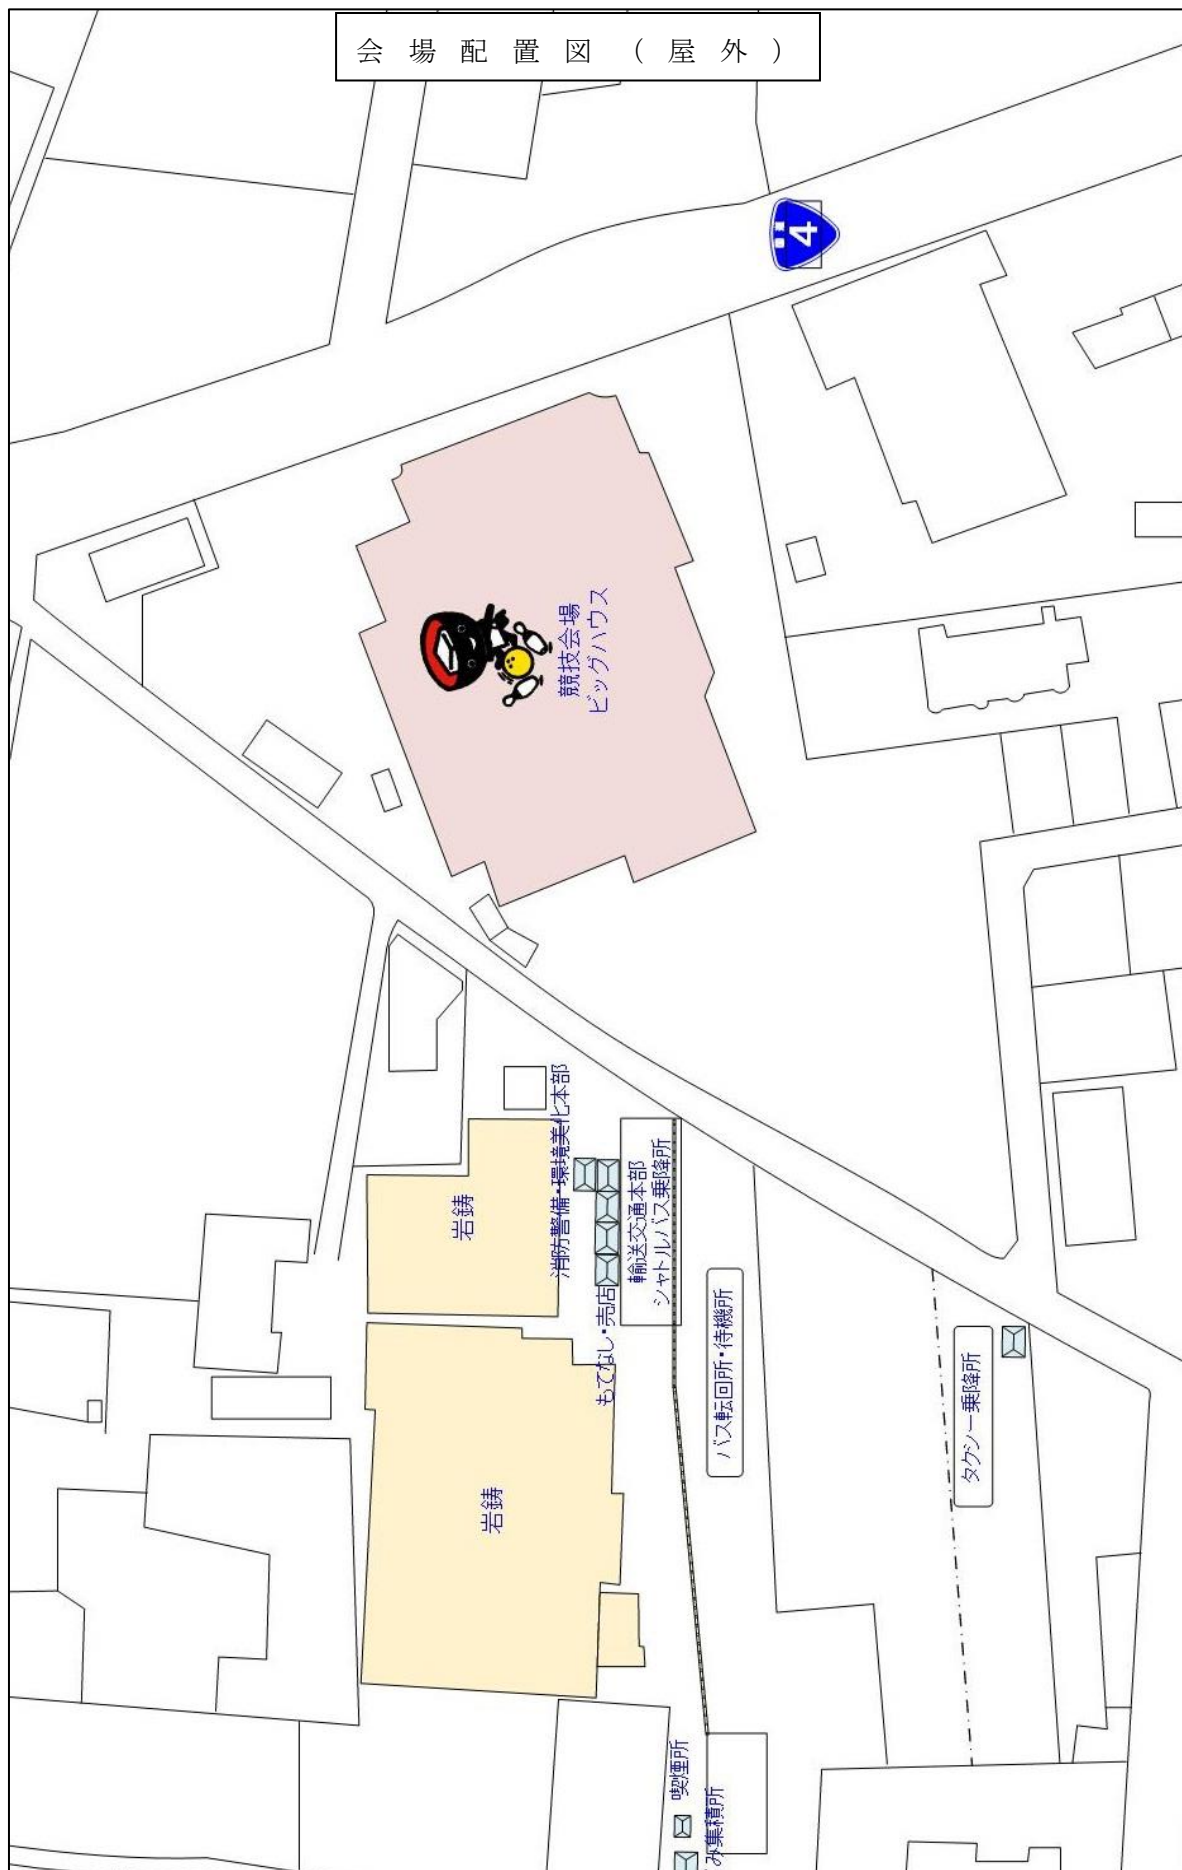 会場配置図（屋外）
4
競技会場
ビッグハウス
消防警備・環境美化本部
岩鋳
輸送交通本部
シャトルバス乗降所
もてなし・売店
バス転回所・待機所
タクシー乗降所
岩鋳
喫煙所
み集積所